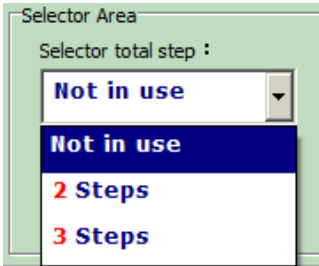 Selector Area
Selector total step :
Not in use
Not in use
2 Steps
3 Steps